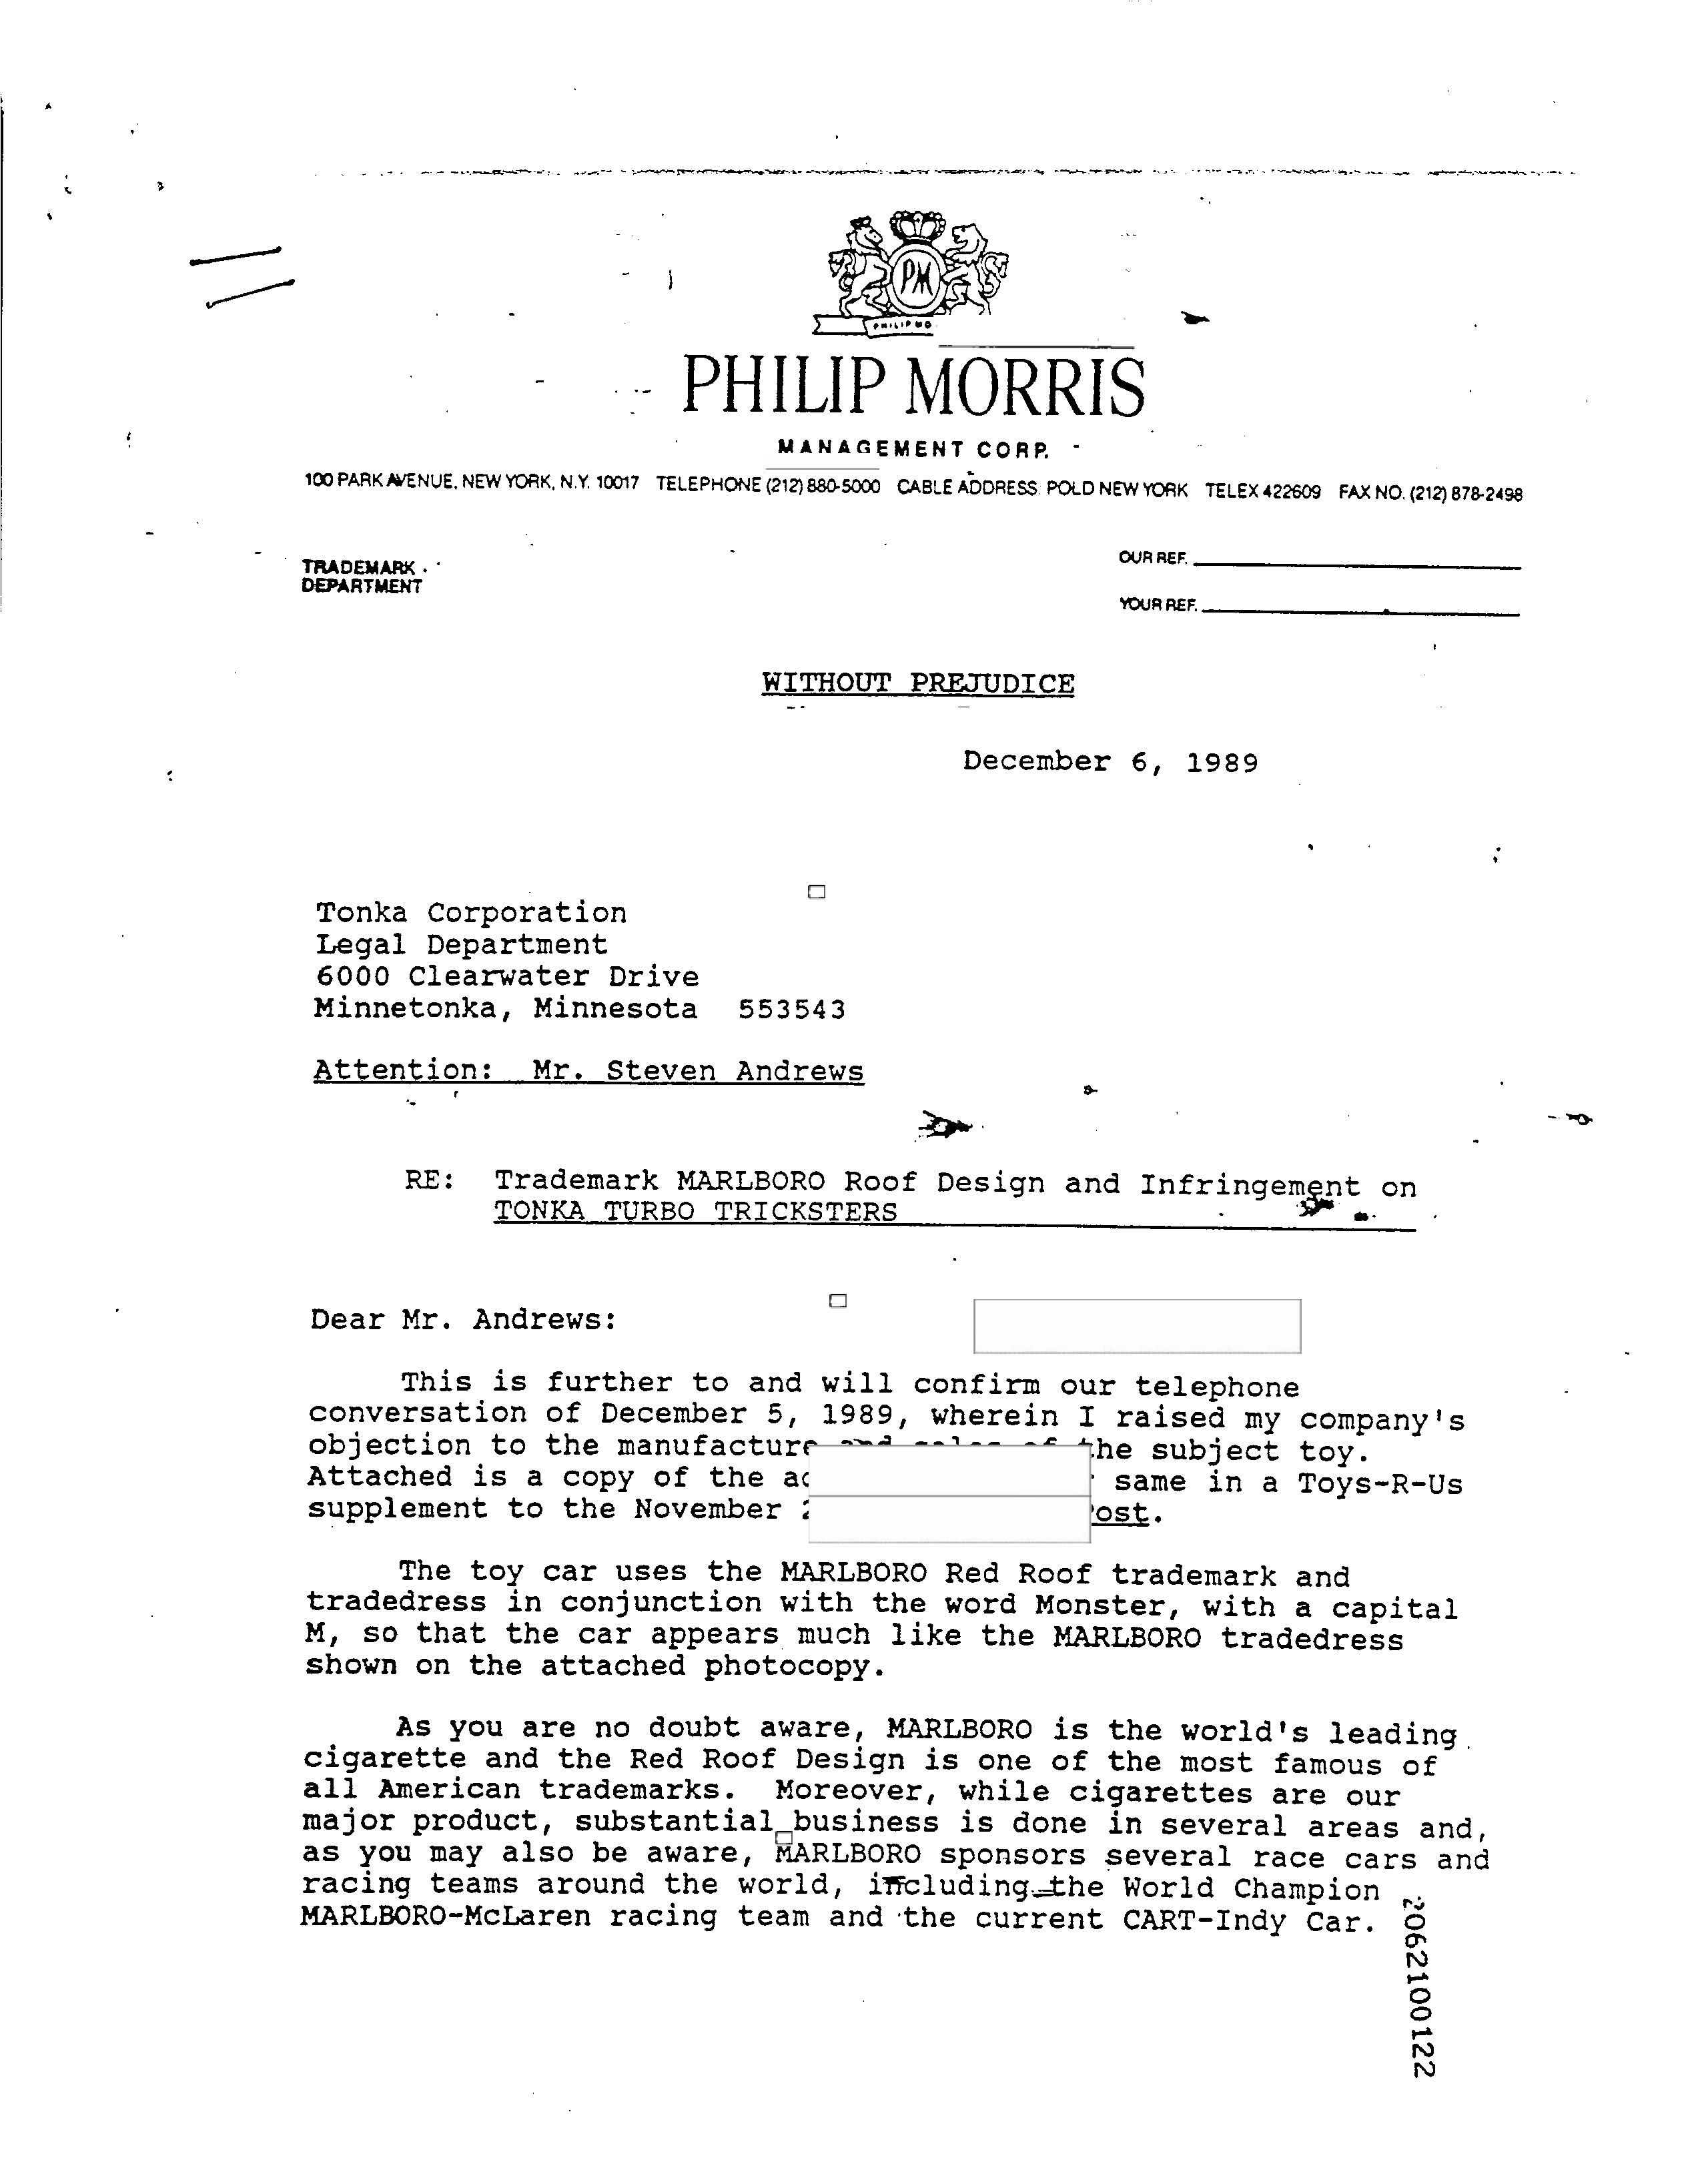 PM
PHILIP MO
PHILIP MORRIS
MANAGEMENT CORP.
100 PARK AVENUE, NEW YORK, N.Y. 10017 TELEPHONE (212) 880-5000 CABLE ADDRESS: POLD NEW YORK TELEX 422609 FAX NO. (212) 878-2498
TRADEMARK
DEPARTMENT
OUR REF.
YOUR REF.
WITHOUT PREJUDICE
December 6, 1989
Tonka Corporation
Legal Department
6000 Clearwater Drive
Minnetonka, Minnesota 553543
Attention: Mr. Steven Andrews
RE: Trademark MARLBORO Roof Design and Infringement on
TONKA TURBO TRICKSTERS
Dear Mr. Andrews:
This is further to and will confirm our telephone
conversation of December 5, 1989, wherein I raised my company's
objection to the manufacture and sales of the subject toy.
Attached is a copy of the same in a Toys-R-Us
supplement to the November
The toy car uses the MARLBORO Red Roof trademark and
tradedress in conjunction with the word Monster, with a capital
M, so that the car appears much like the MARLBORO tradedress
shown on the attached photocopy.
As you are no doubt aware, MARLBORO is the world's leading
cigarette and the Red Roof Design is one of the most famous of
all American trademarks. Moreover, while cigarettes are our
major product, substantial business is done in several areas and,
as you may also be aware, MARLBORO sponsors several race cars and
racing teams around the world, including the World Champion
MARLBORO-McLaren racing team and the current CART-Indy Car.
2062100122